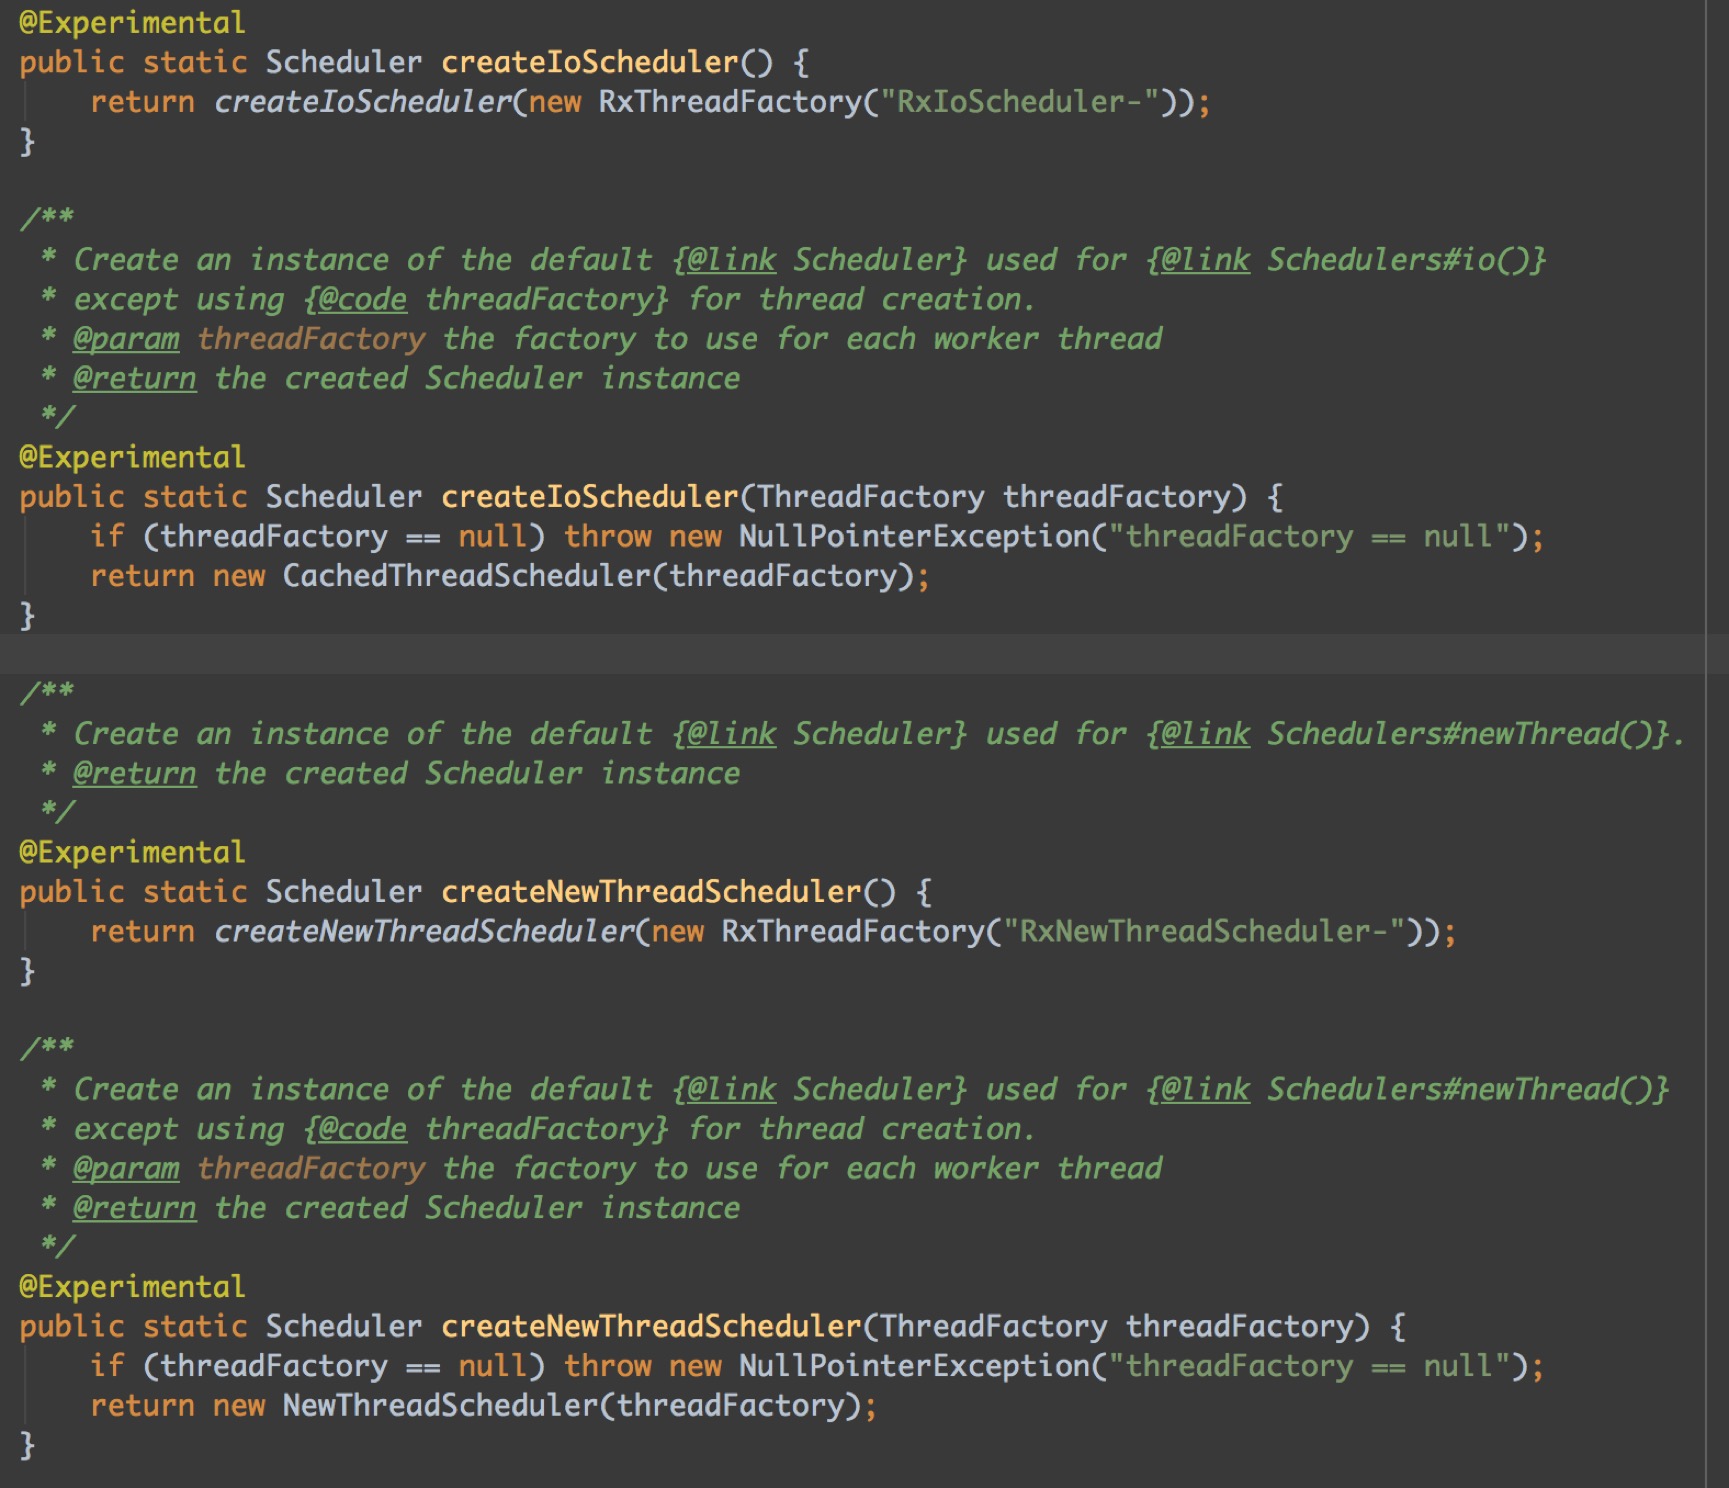 @Experimental
public static Scheduler createIoScheduler() {
return createIoScheduler(new RxThreadFactory("RxIoScheduler-"));
}
/**
* Create an instance of the default {@link Scheduler} used for {@link Schedulers#io()}
* except using {@code threadFactory} for thread creation.
* @param threadFactory the factory to use for each worker thread
* @return the created Scheduler instance
*/
@Experimental
public static Scheduler createIoScheduler(ThreadFactory threadFactory) {
if (threadFactory == null) throw new NullPointerException("threadFactory == null");
return new CachedThreadScheduler(threadFactory);
}
/**
* Create an instance of the default {@link Scheduler} used for {@link Schedulers#newThread()}.
* @return the created Scheduler instance
*/
@Experimental
public static Scheduler createNewThreadScheduler() {
return createNewThreadScheduler(new RxThreadFactory("RxNewThreadScheduler-"));
}
/**
* Create an instance of the default {@link Scheduler} used for {@link Schedulers#newThread()}
* except using {@code threadFactory} for thread creation.
* @param threadFactory the factory to use for each worker thread
* @return the created Scheduler instance
*/
@Experimental
public static Scheduler createNewThreadScheduler(ThreadFactory threadFactory) {
if (threadFactory == null) throw new NullPointerException("threadFactory == null");
return new NewThreadScheduler(threadFactory);
}